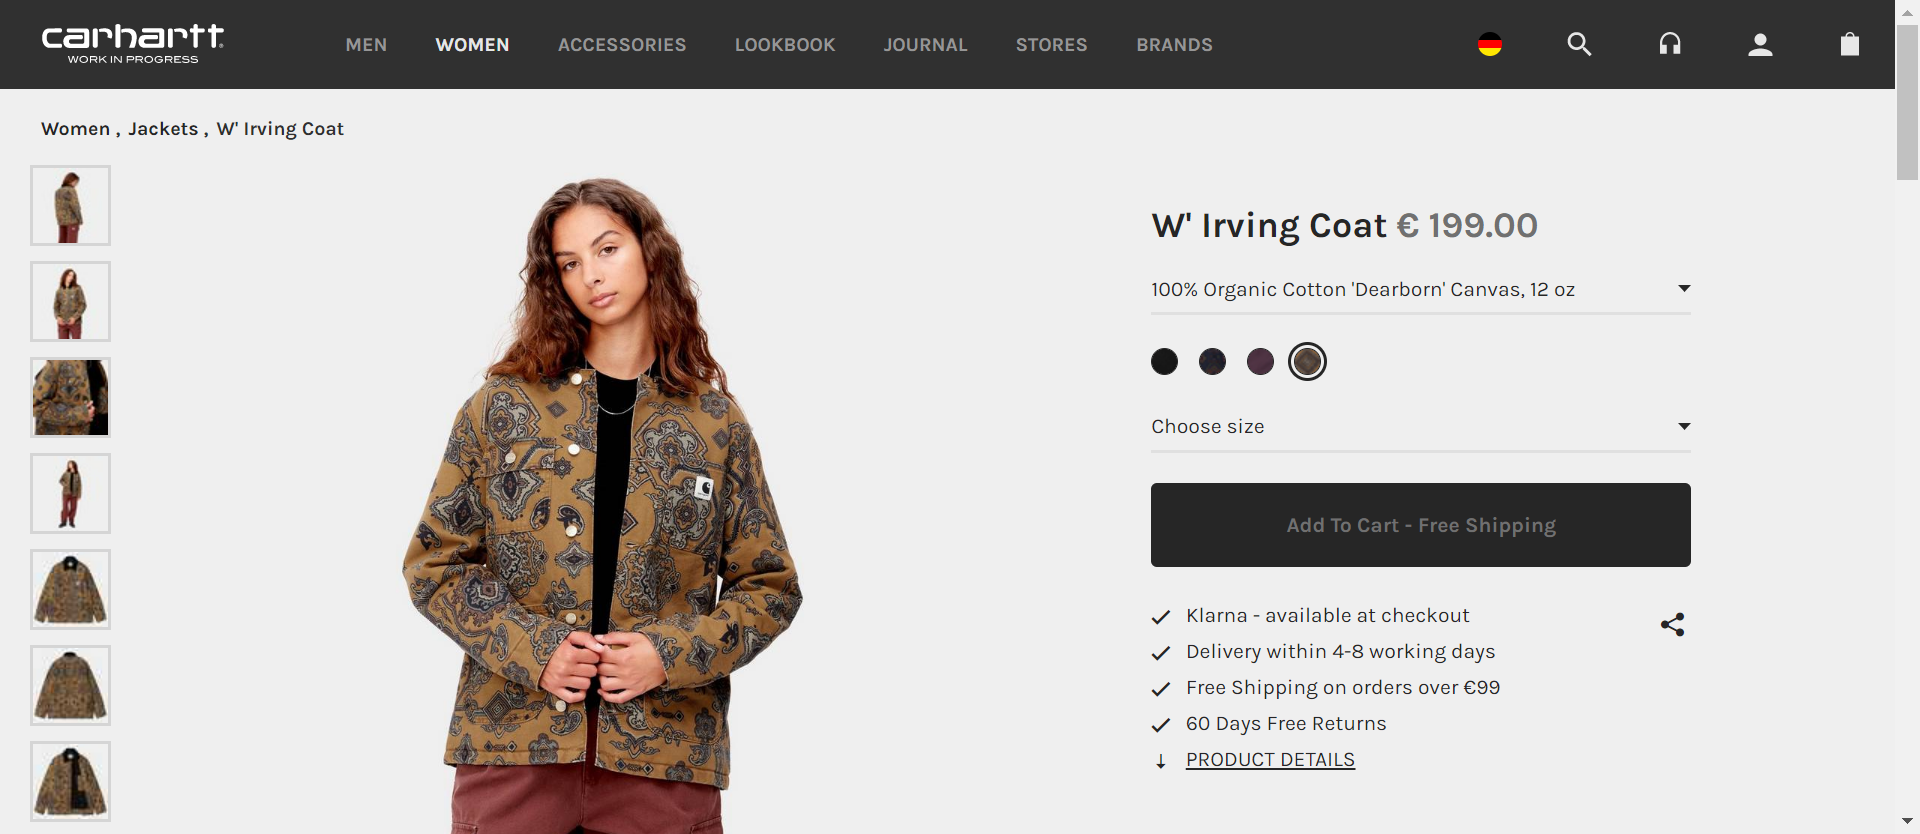 carhartt
WORK IN PROGRESS
MEN WOMEN ACCESSORIES LOOKBOOK JOURNAL STORES BRANDS
Women , Jackets , W' Irving Coat
W' Irving Coat € 199.00
100% Organic Cotton 'Dearborn' Canvas, 12 oz
Choose size
Add To Cart - Free Shipping
Klarna - available at checkout
Delivery within 4-8 working days
Free Shipping on orders over €99
60 Days Free Returns
PRODUCT DETAILS